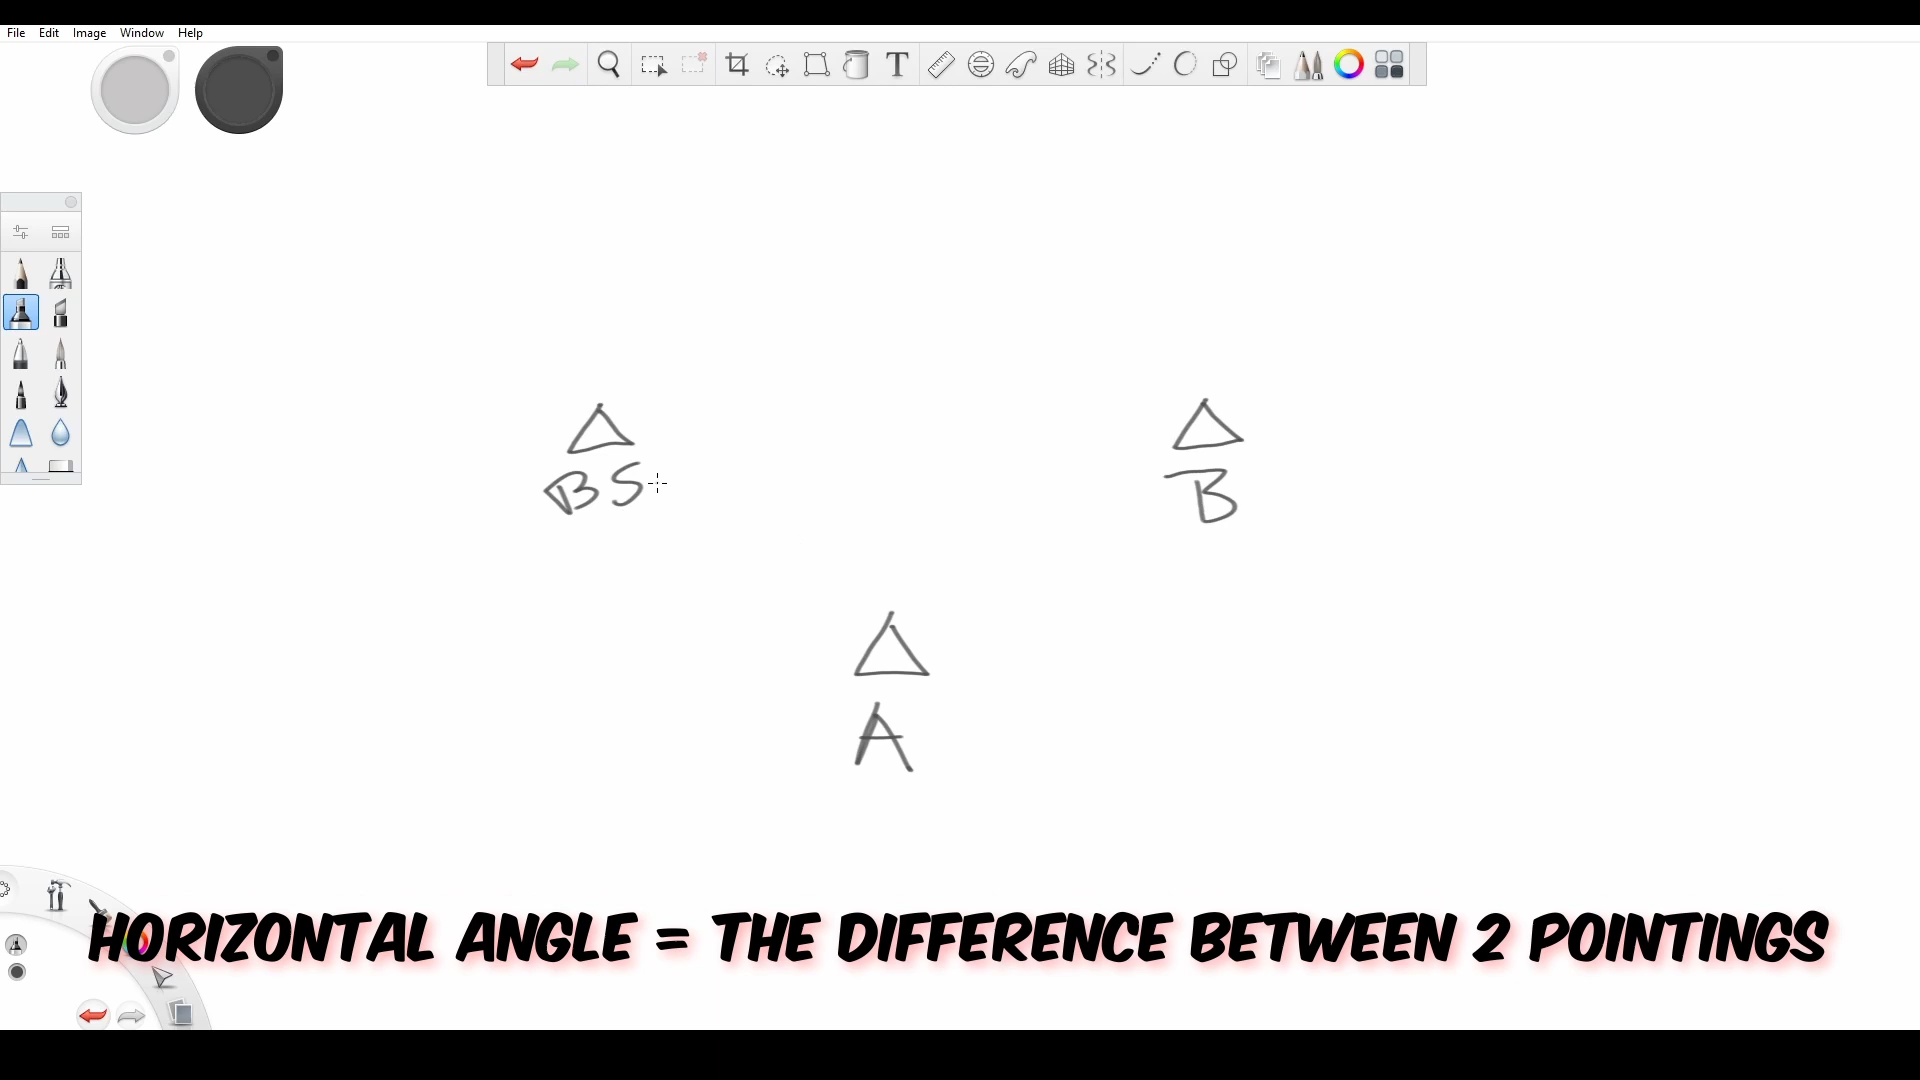 File Edit Image Window Help
T
BS
B
A
HORIZONTAL ANGLE = THE DIFFERENCE BETWEEN 2 POINTINGS